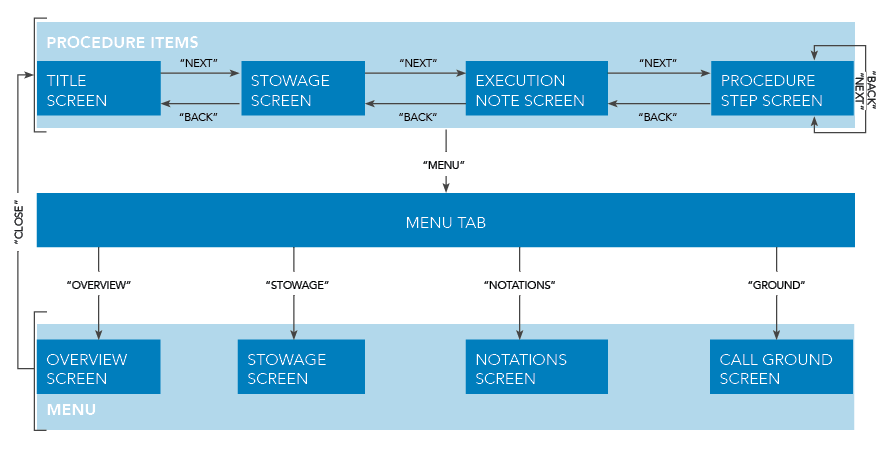 PROCEDURE ITEMS
“NEXT”
“NEXT”
“NEXT”
TITLE
SCREEN
STOWAGE
SCREEN
EXECUTION
NOTE SCREEN
PROCEDURE
STEP SCREEN
“BACK”
“NEXT”
“BACK”
“BACK”
“BACK”
“MENU”
“CLOSE”
MENU TAB
“OVERVIEW”
“STOWAGE”
“NOTATIONS”
“GROUND”
OVERVIEW
SCREEN
STOWAGE
SCREEN
NOTATIONS
SCREEN
CALL GROUND
SCREEN
MENU